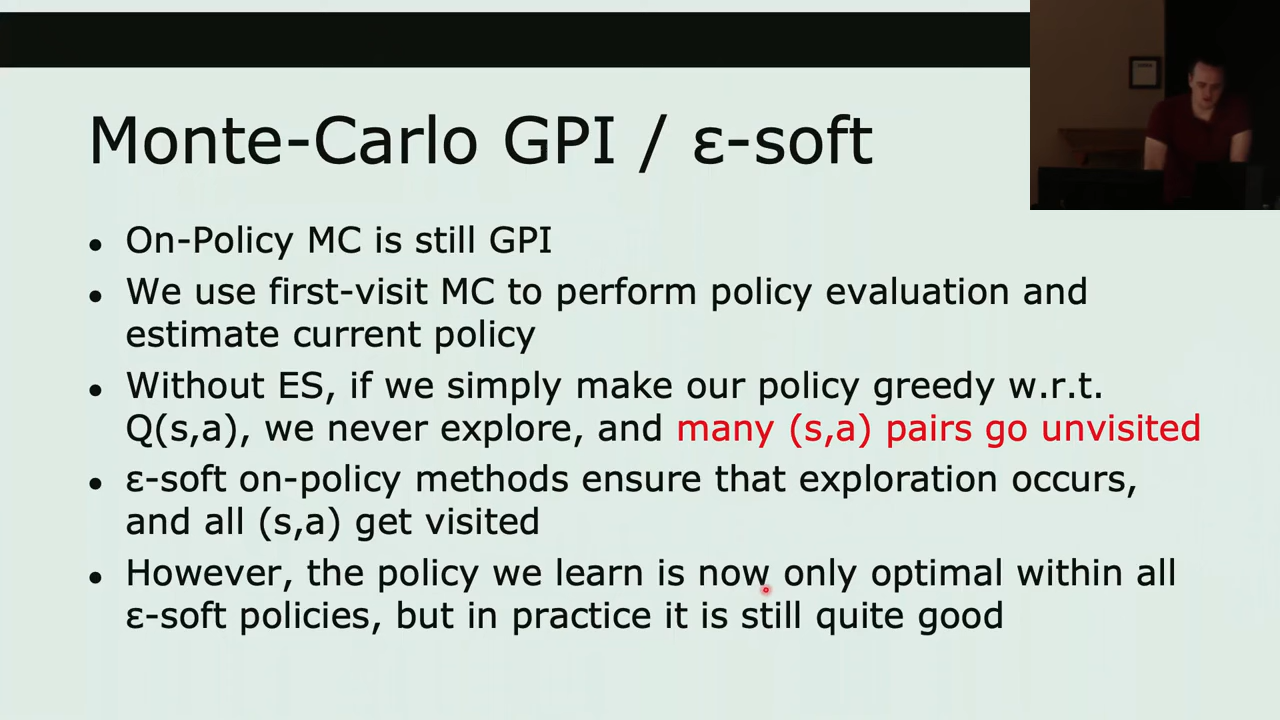 Monte-Carlo GPI / ε-soft
• On-Policy MC is still GPI
• We use first-visit MC to perform policy evaluation and
estimate current policy
• Without ES, if we simply make our policy greedy w.r.t.
Q(s,a), we never explore, and many (s,a) pairs go unvisited
• ε-soft on-policy methods ensure that exploration occurs,
and all (s,a) get visited
• However, the policy we learn is now only optimal within all
ε-soft policies, but in practice it is still quite good